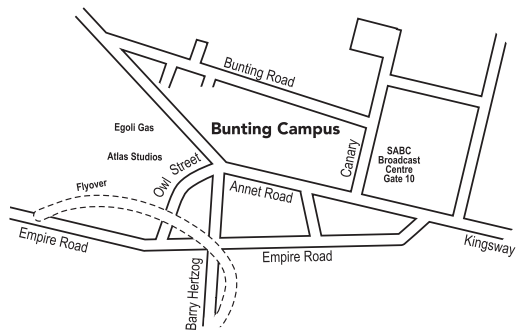 Bunting Road
Egoli Gas
Bunting Campus
Atlas Studios
Owl Street
Canary
SABC
Broadcast
Centre
Gate 10
Flyover
Annet Road
Empire Road
Empire Road
Kingsway
Barry Hertzog